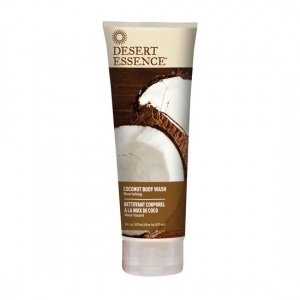 DESERT
ESSENCE®
COCONUT BODY WASH
Nourishing
NETTOYANT CORPOREL
À LA NOIX DE COCO